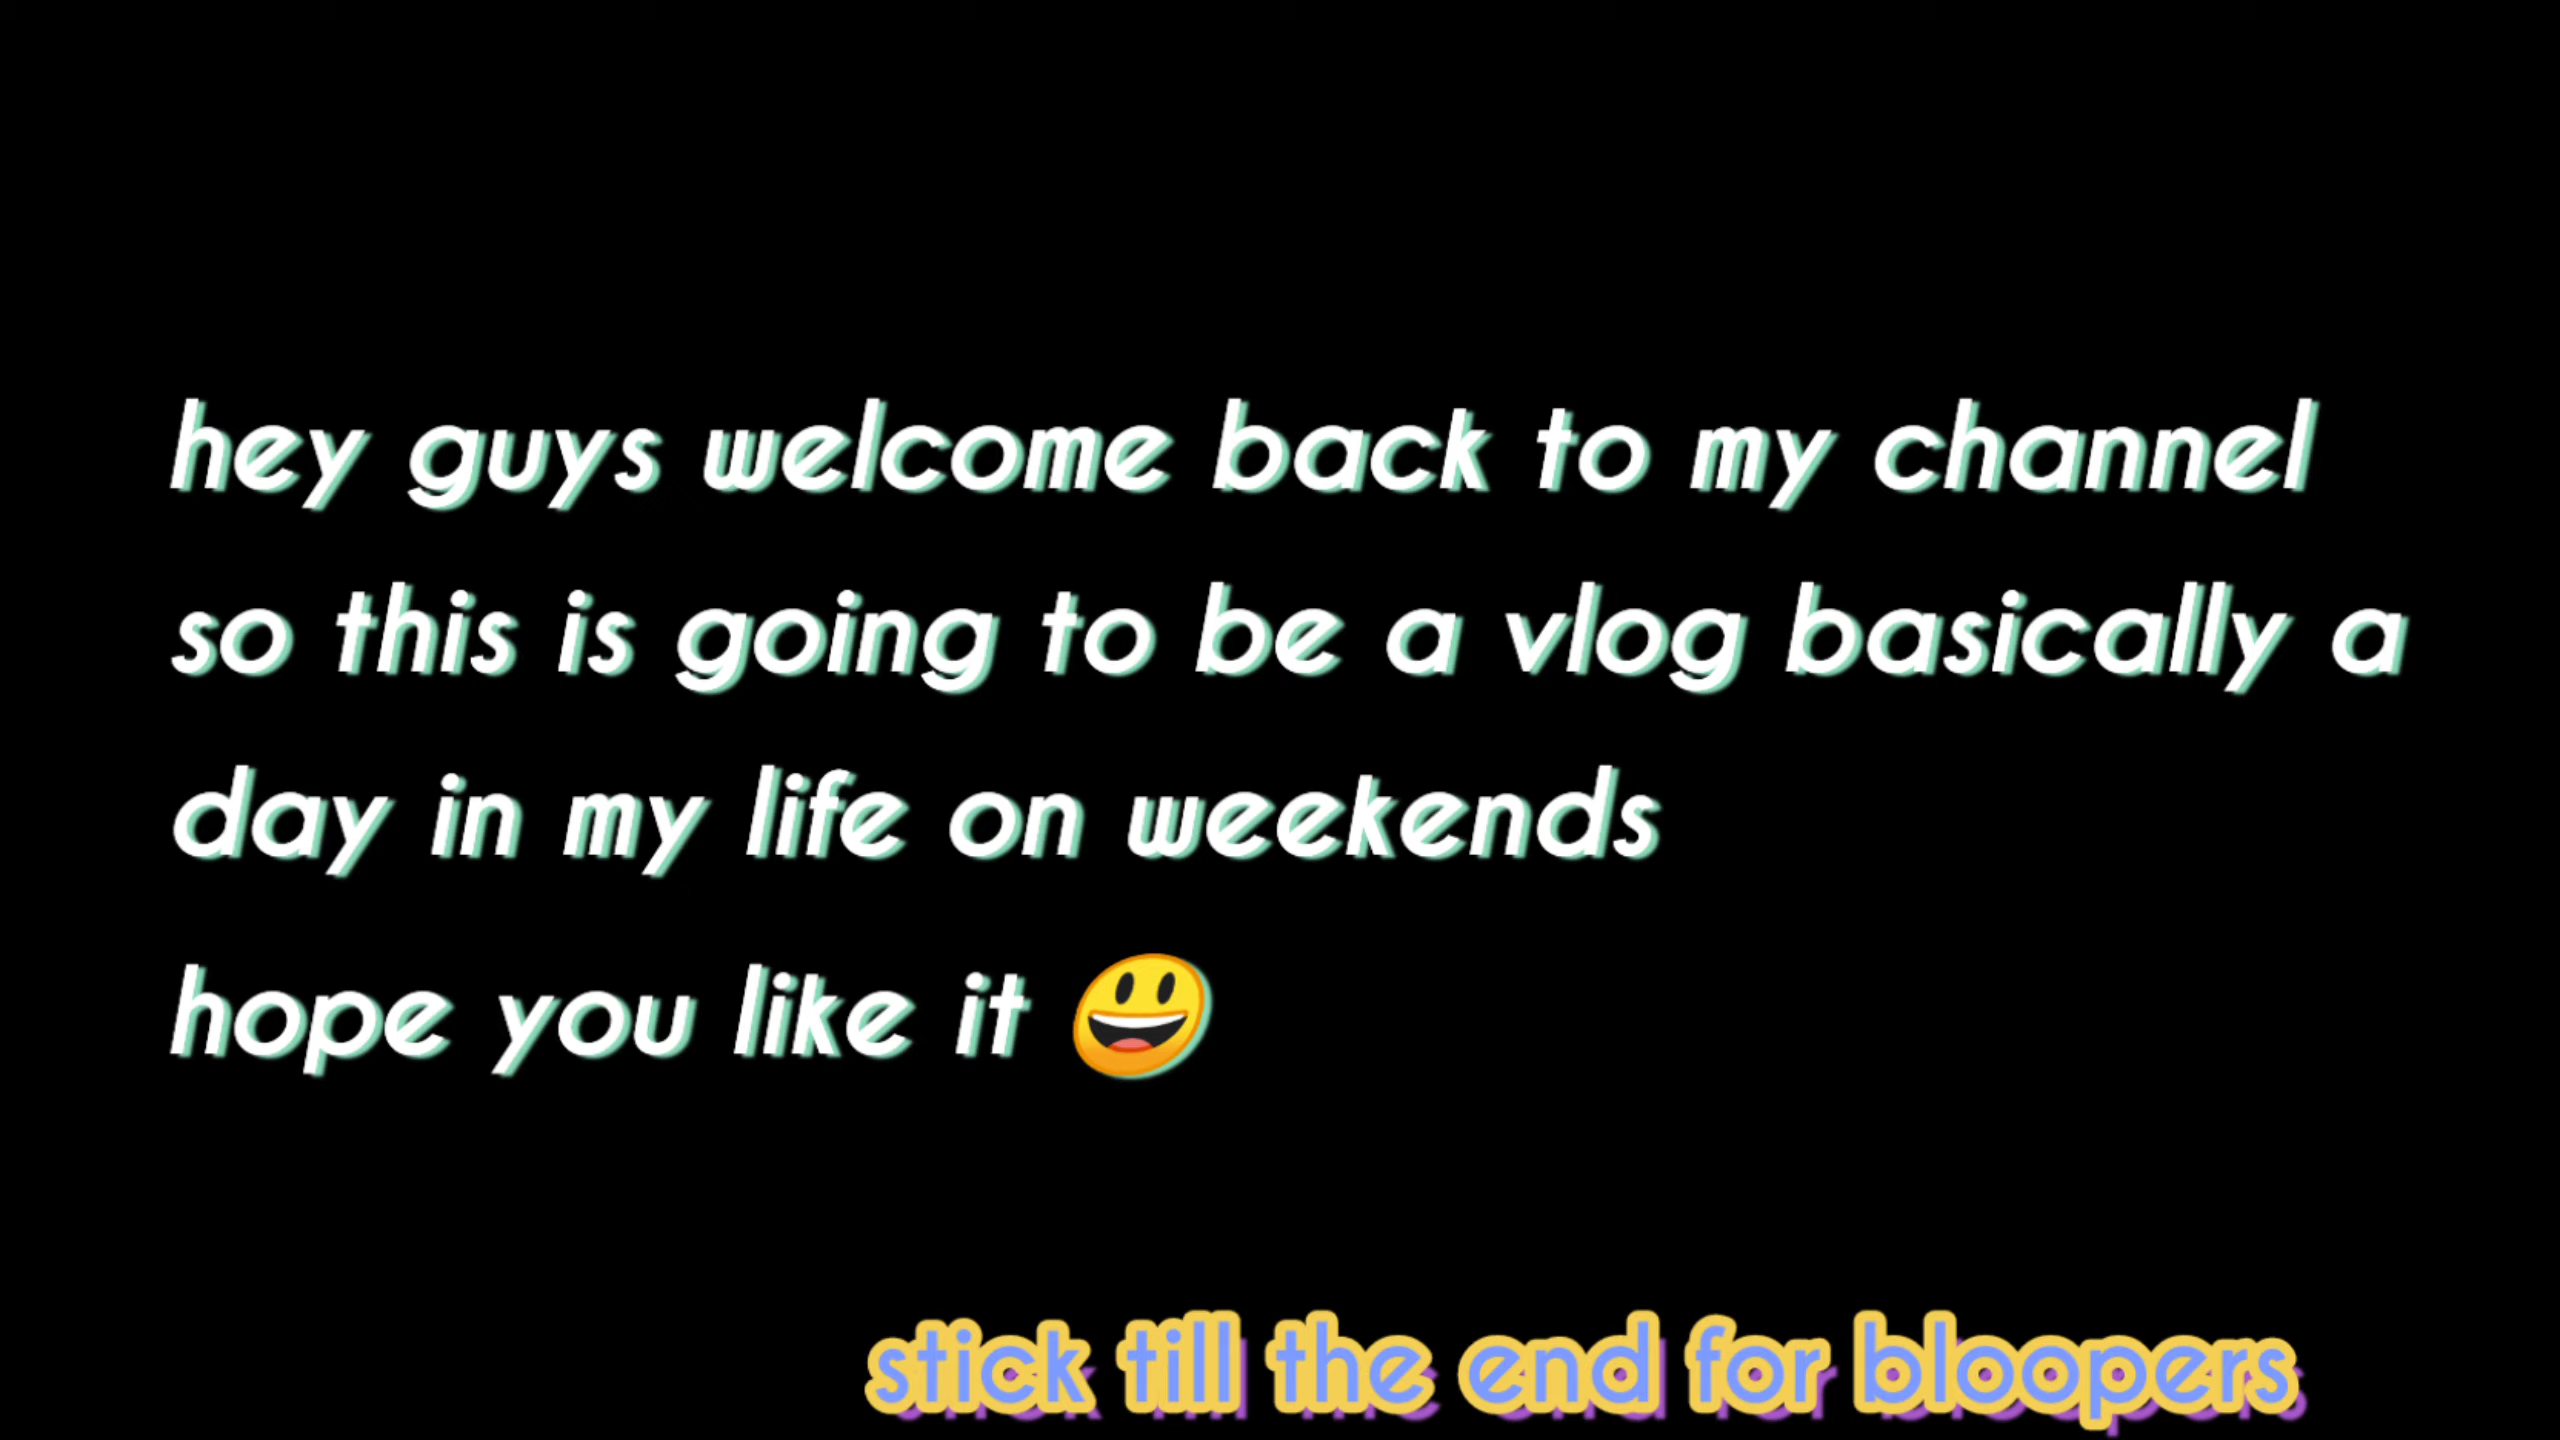 hey guys welcome back to my channel
so this is going to be a vlog basically a
day in my life on weekends
hope you like it 😃
stick till the end for bloopers